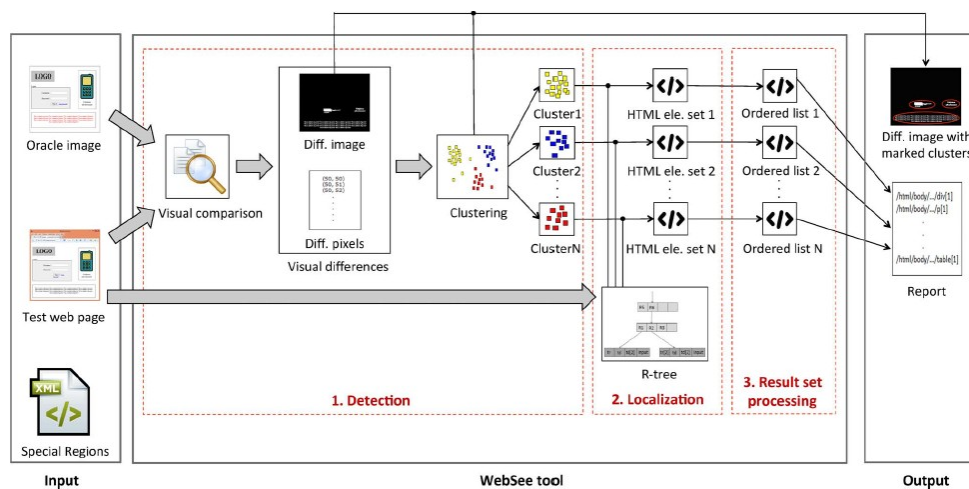 LOGO
Oracle image
LOGO
Test web page
XML
</>
Special Regions
Input
Visual comparison
Diff. image
(50, 50)
(50, 51)
(50, 52)
.
.
.
.
Diff. pixels
Visual differences
Clustering
Cluster1
Cluster2
ClusterN
1. Detection
</>
HTML ele. set 1
</>
HTML ele. set 2
</>
HTML ele. set N
R-tree
2. Localization
</>
Ordered list 1
</>
Ordered list 2
</>
Ordered list N
3. Result set
processing
WebSee tool
Diff. image with
marked clusters
/html/body/.../div[1]
/html/body/.../p[1]
.
.
.
/html/body/.../table[1]
Report
Output